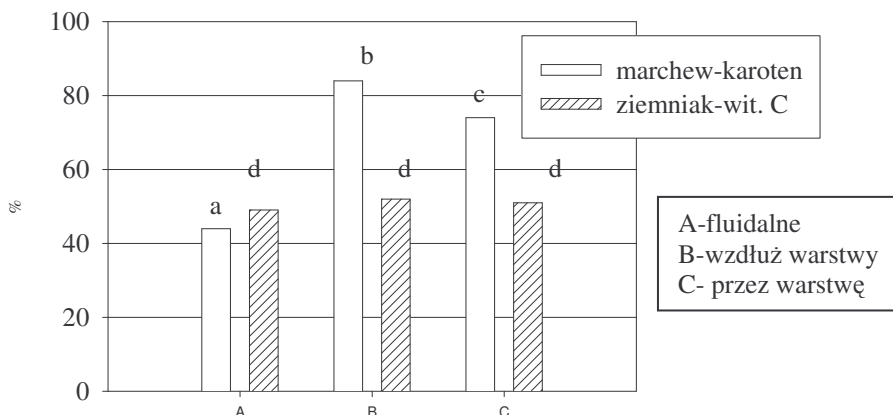 100
80
60
40
20
0
%
a
d
b
d
c
d
A
B
C
marchew-karoten
ziemniak-wit. C
A-fluidalne
B-wzdłuż warstwy
C- przez warstwę